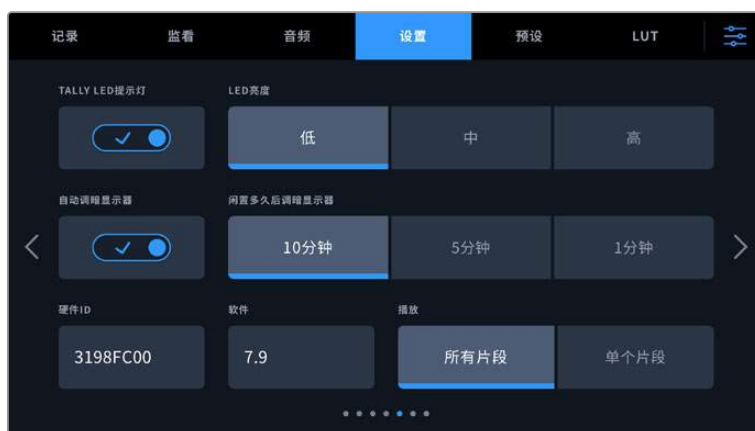 记录 监看 音频 设置 预设 LUT
TALLY LED提示灯 LED亮度
低 中 高
自动调暗显示器 闲置多久后调暗显示器
10分钟 5分钟 1分钟
硬件ID 软件 播放
3198FC00 7.9 所有片段 单个片段